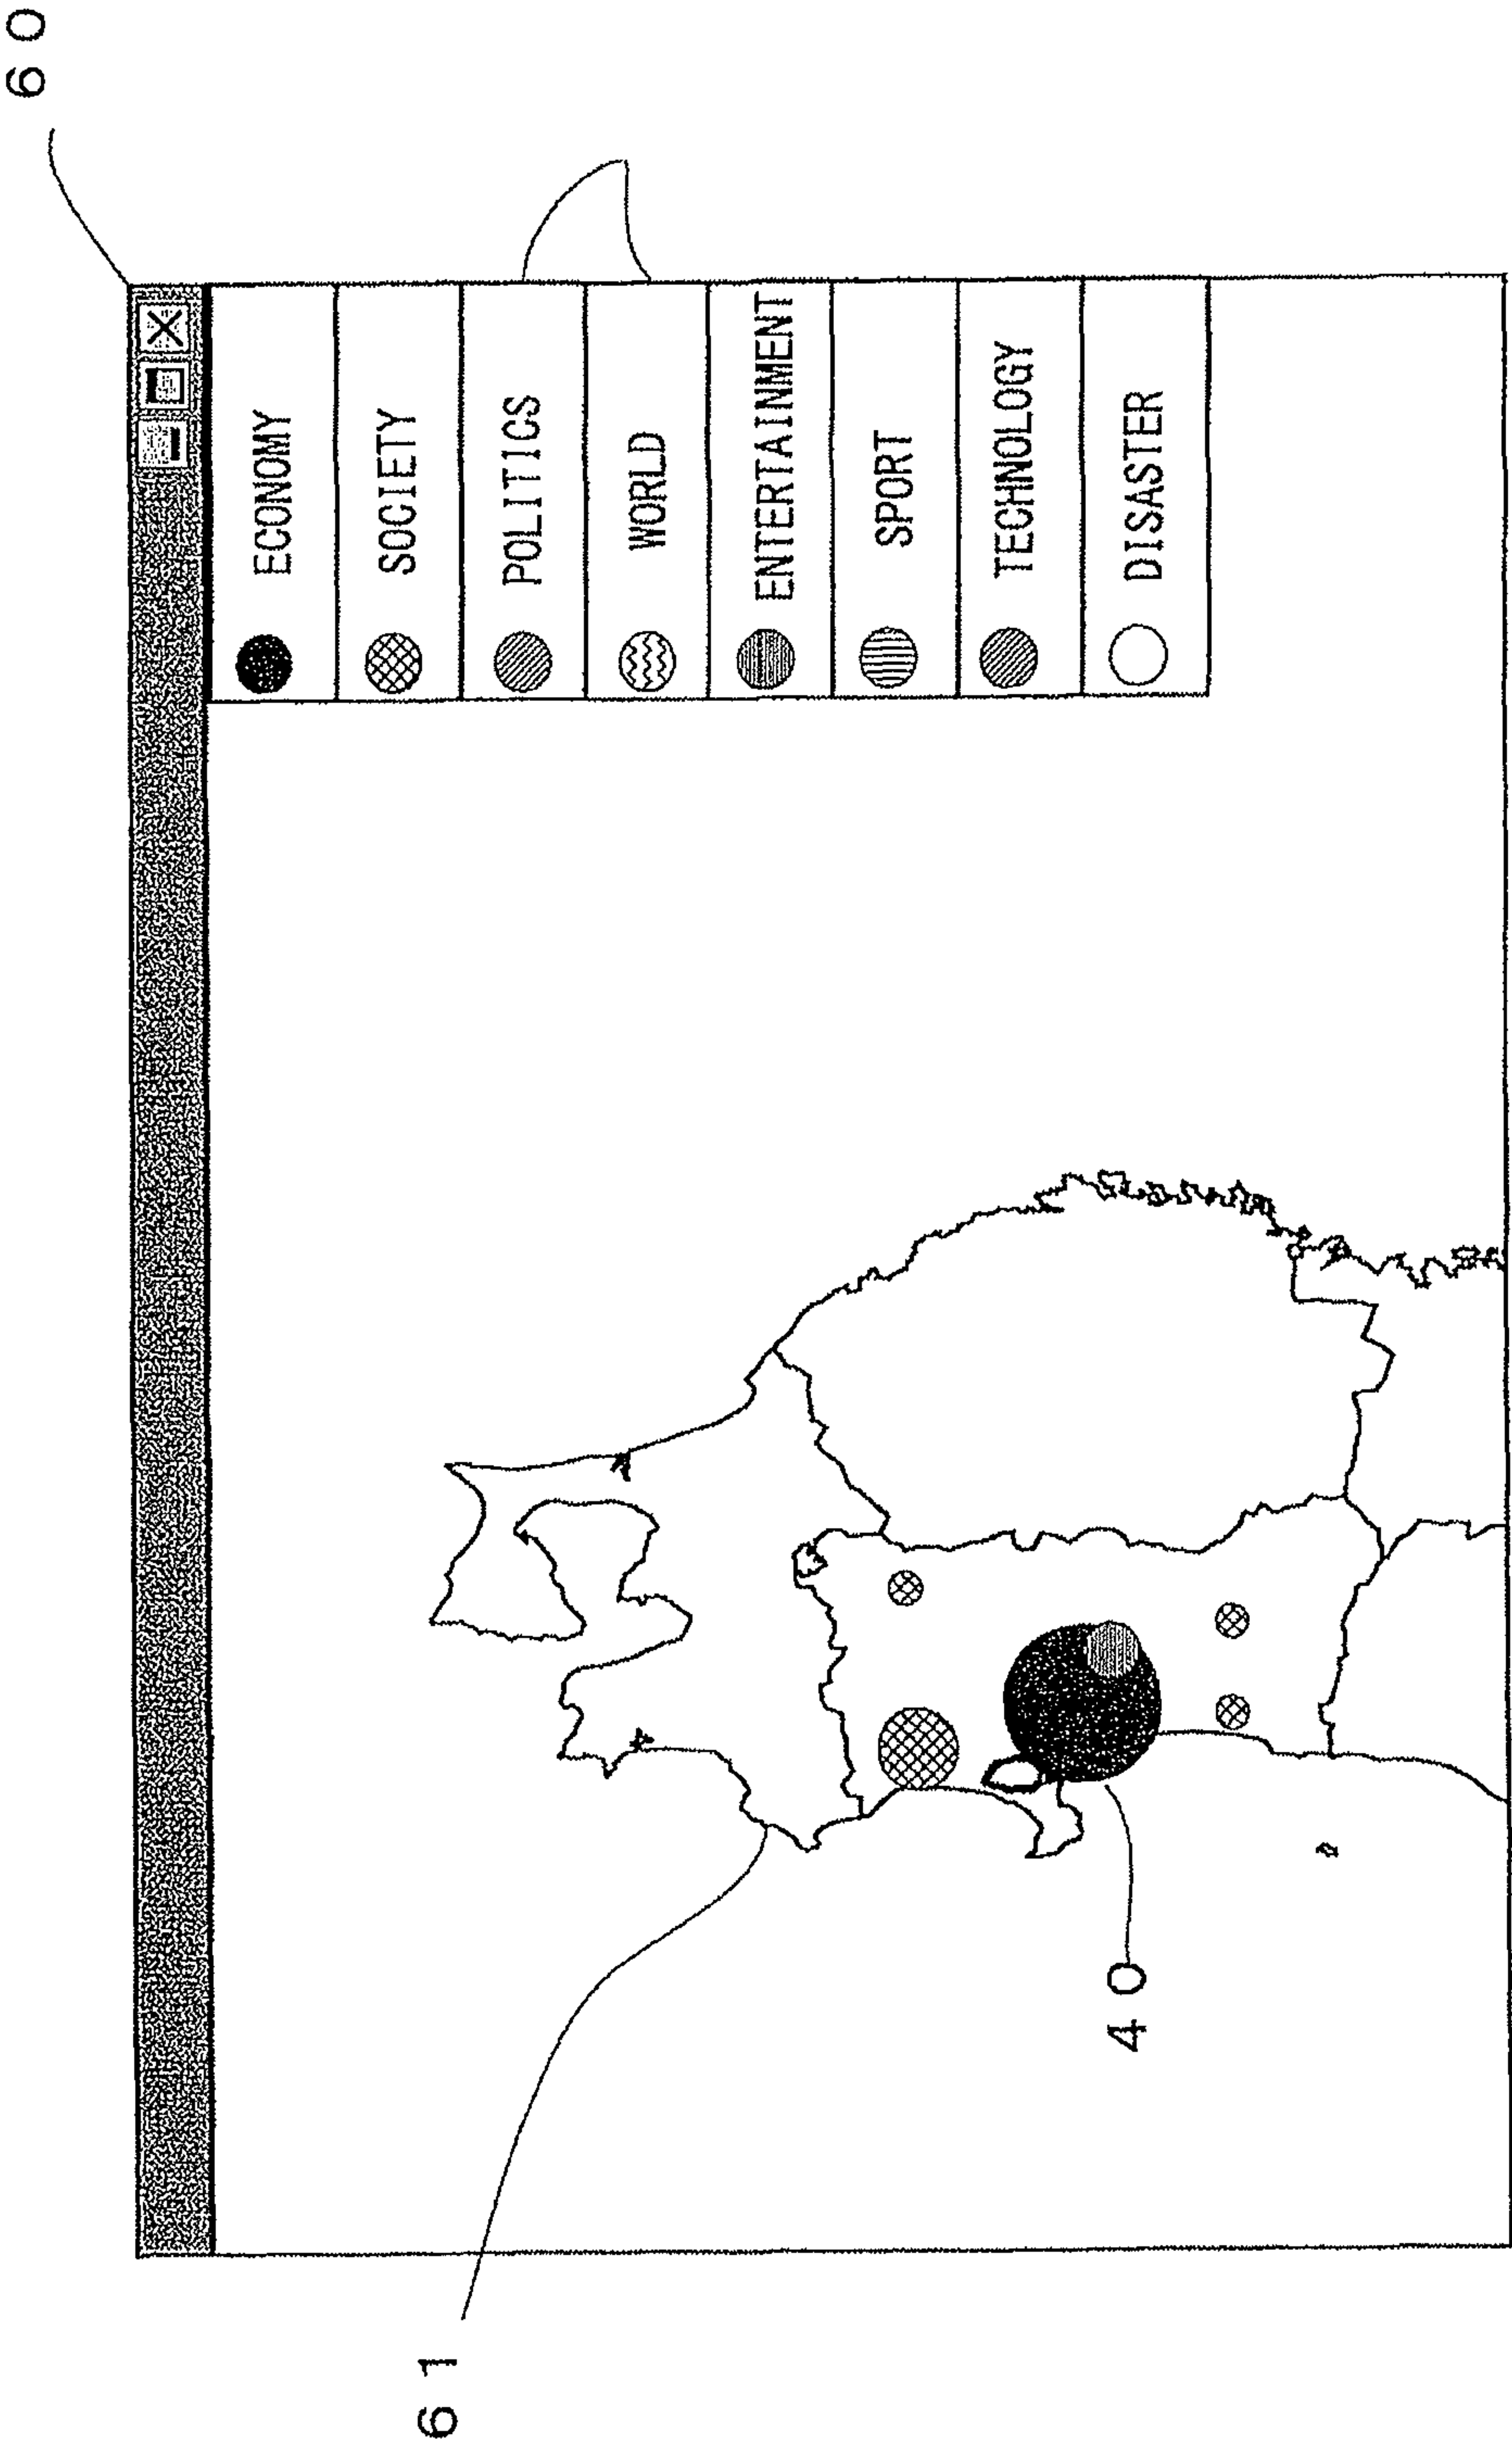 60
ECONOMY
SOCIETY
POLITICS
WORLD
ENTERTAINMENT
SPORT
TECHNOLOGY
DISASTER
61
40